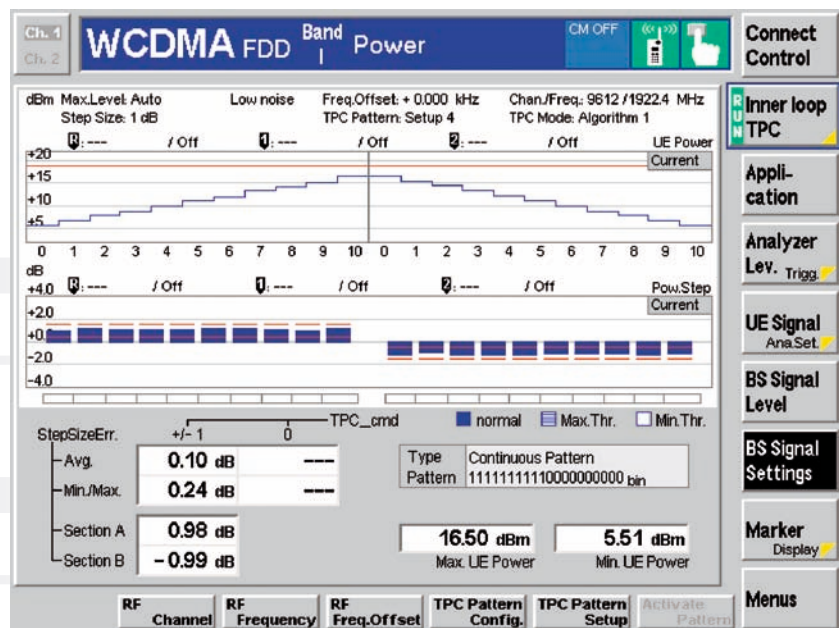 Ch. 1
Ch. 2
WCDMA FDD Band I Power
CM OFF
Connect Control
dBm Max.Level: Auto Low noise Freq.Offset: + 0.000 kHz Chan./Freq.: 9612 / 1922.4 MHz
Step Size: 1 dB TPC Pattern: Setup 4 TPC Mode: Algorithm 1
R: --- / Off 1: --- / Off 2: --- / Off UE Power
Current
+20
+15
+10
+5
0 1 2 3 4 5 6 7 8 9 10 0 1 2 3 4 5 6 7 8 9 10
dB
+4.0 R: --- / Off 1: --- / Off 2: --- / Off Pow.Step
Current
+2.0
+0.
-2.0
-4.0
TPC_cmd normal Max.Thr. Min.Thr.
StepSizeErr. +/- 1 0
Avg. 0.10 dB ---
Min./Max. 0.24 dB ---
Section A 0.98 dB
Section B - 0.99 dB
Type Continuous Pattern
Pattern 11111111110000000000 bin
16.50 dBm 5.51 dBm
Max. UE Power Min. UE Power
RF Channel
RF Frequency
RF Freq.Offset
TPC Pattern Config.
TPC Pattern Setup
Activate Pattern
RUN
Inner loop TPC
Appli-
cation
Analyzer
Lev. Trigg.
UE Signal
Ana.Set.
BS Signal
Level
BS Signal
Settings
Marker
Display
Menus